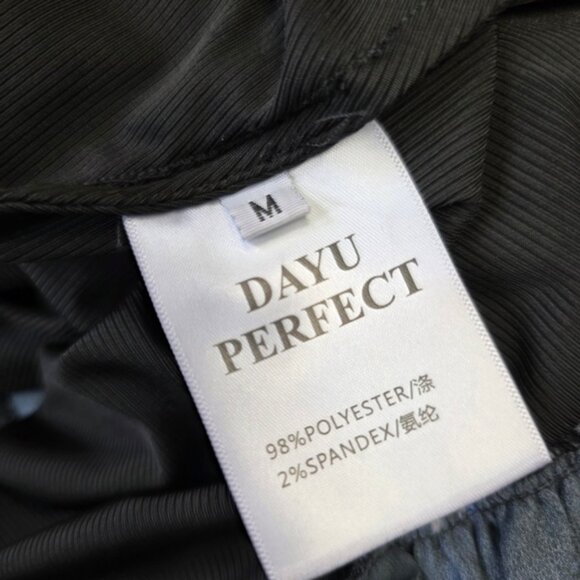 M
DAYU
PERFECT
98%POLYESTER/涤
2%SPANDEX/氨纶